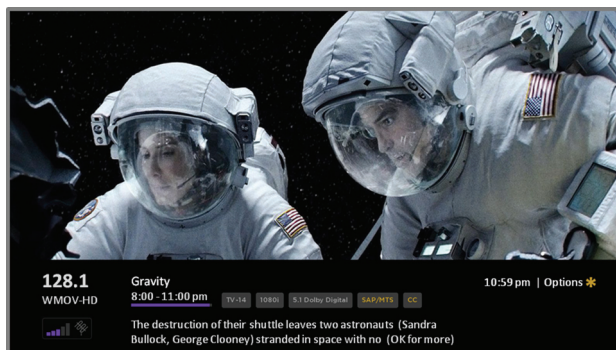 128.1
WMOV-HD
Gravity
8:00 - 11:00 pm
TV-14
1080i
5.1 Dolby Digital
SAP/MTS
CC
10:59 pm | Options *
The destruction of their shuttle leaves two astronauts (Sandra
Bullock, George Clooney) stranded in space with no (OK for more)